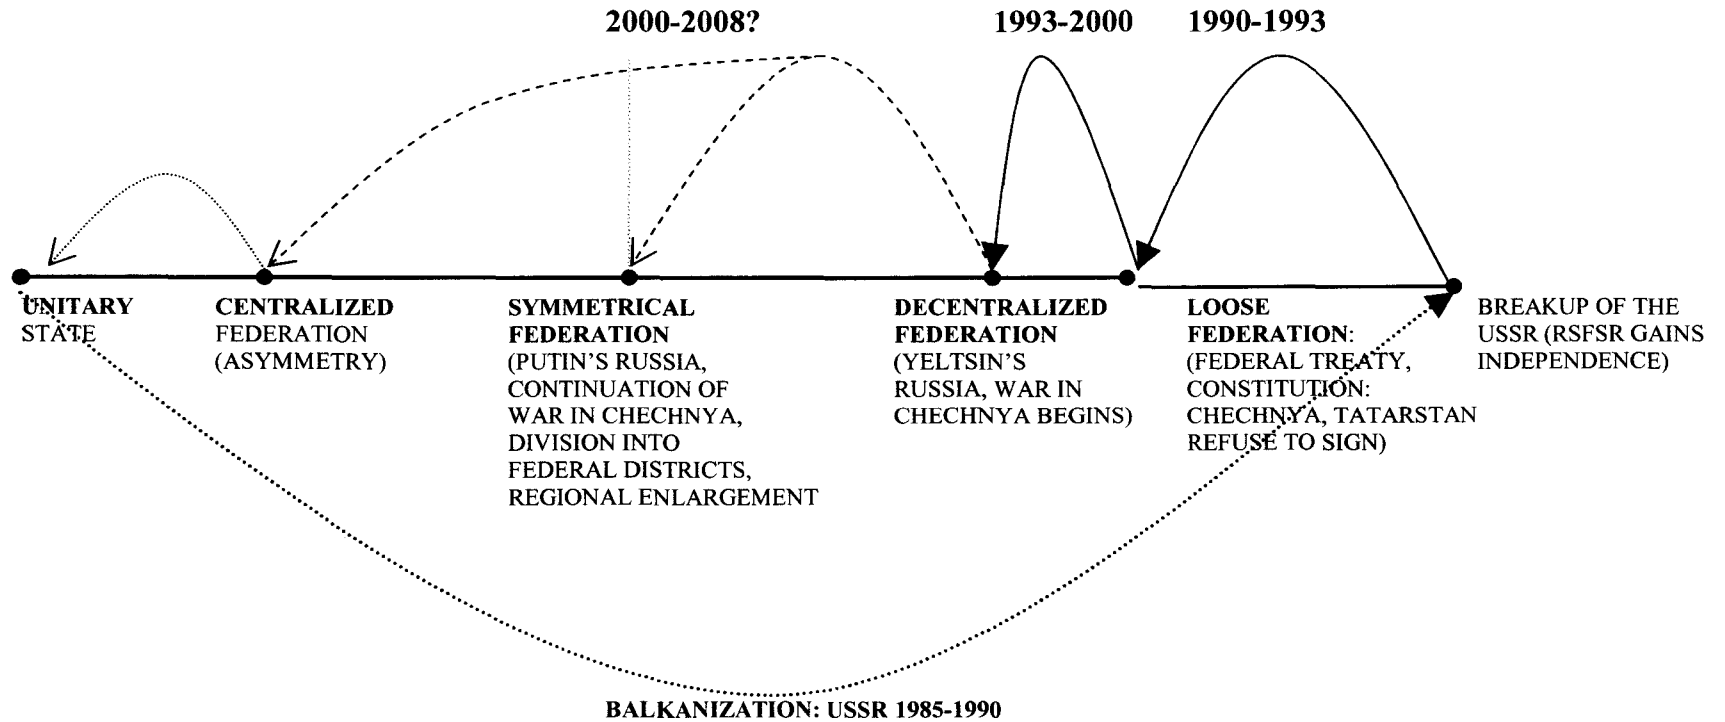 2000-2008?
1993-2000
1990-1993
UNITARY
STATE
CENTRALIZED
FEDERATION
(ASYMMETRY)
SYMMETRICAL
FEDERATION
(PUTIN'S RUSSIA,
CONTINUATION OF
WAR IN CHECHNYA,
DIVISION INTO
FEDERAL DISTRICTS,
REGIONAL ENLARGEMENT
DECENTRALIZED
FEDERATION
(YELTSIN'S
RUSSIA, WAR IN
CHECHNYA BEGINS)
LOOSE
FEDERATION:
(FEDERAL TREATY,
CONSTITUTION:
CHECHNYA, TATARSTAN
REFUSE TO SIGN)
BREAKUP OF THE
USSR (RSFSR GAINS
INDEPENDENCE)
BALKANIZATION: USSR 1985-1990